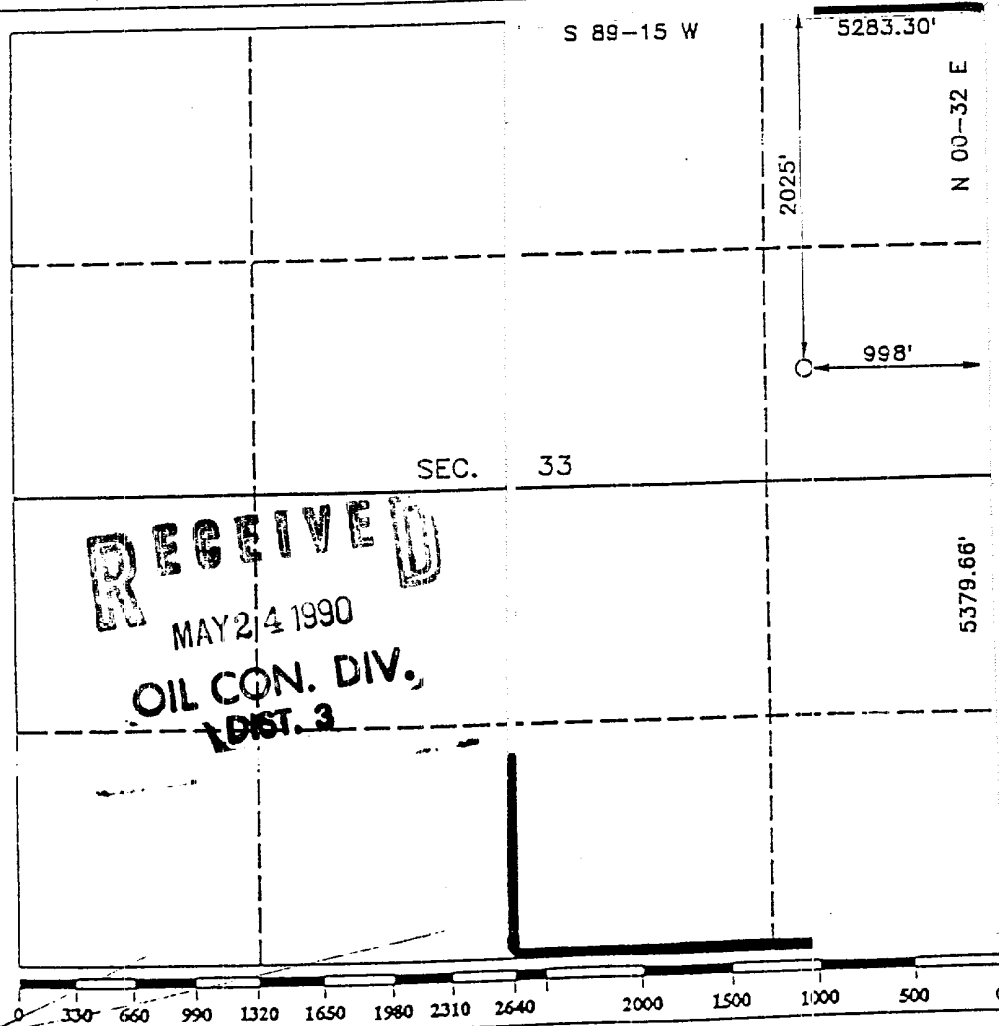 S 89-15 W
5283.30'
N 00-32 E
2025'
998'
SEC. 33
RECEIVED
MAY 24 1990
OIL CON. DIV.
DIST. 3
5379.66'
0 330 660 990 1320 1650 1980 2310 2640 2000 1500 1000 500